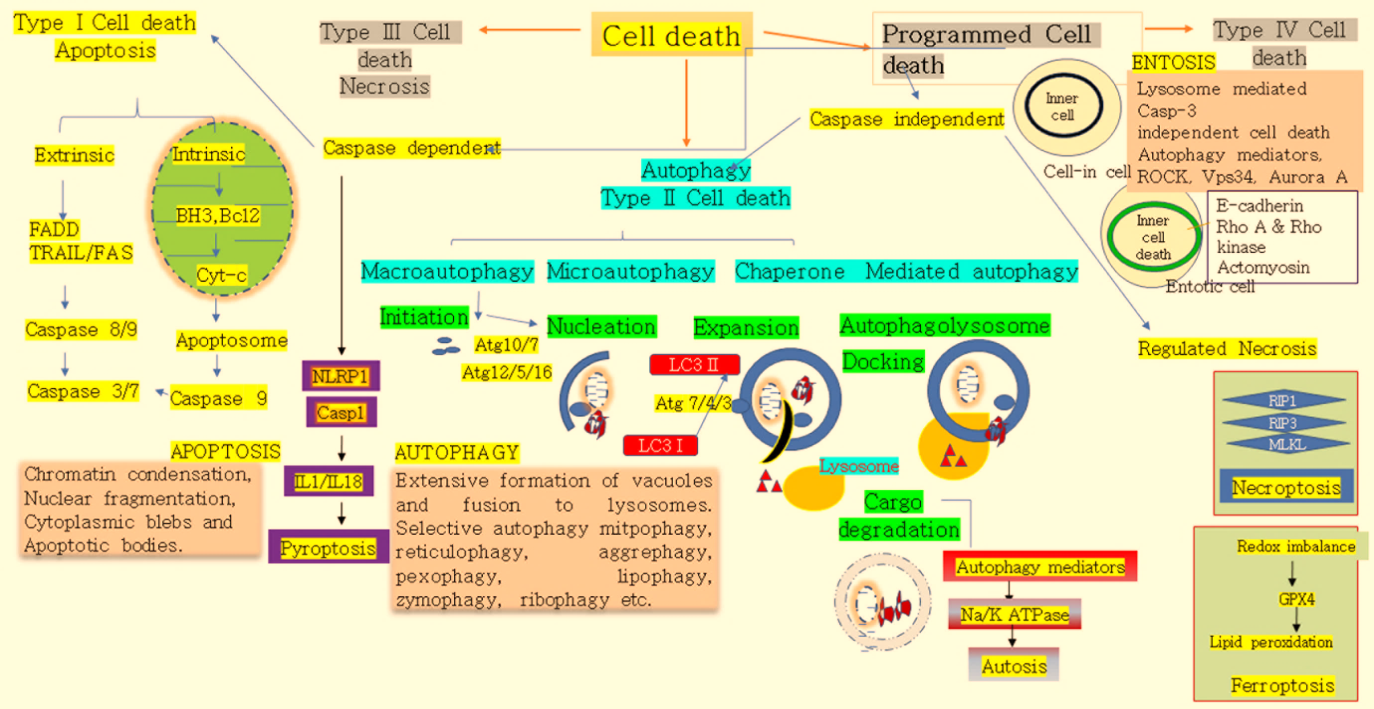 Type I Cell death
Apoptosis
Type III Cell
death
Necrosis
Cell death
Programmed Cell
death
Type IV Cell
death
ENTOSIS
Lysosome mediated
Casp-3
independent cell death
Autophagy mediators,
ROCK, Vps34, Aurora A
Inner
cell
Cell-in cell
Inner
cell
death
Entotic cell
E-cadherin
Rho A & Rho
kinase
Actomyosin
Caspase independent
Caspase dependent
Extrinsic
Intrinsic
BH3,Bcl2
Cyt-c
FADD
TRAIL/FAS
Caspase 8/9
Caspase 3/7
Apoptosome
Caspase 9
APOPTOSIS
Chromatin condensation,
Nuclear fragmentation,
Cytoplasmic blebs and
Apoptotic bodies.
NLRP1
Casp1
IL1/IL18
Pyroptosis
Autophagy
Type II Cell death
Macroautophagy
Microautophagy
Chaperone Mediated autophagy
Initiation
Nucleation
Expansion
Autophagolysosome
Docking
Atg10/7
Atg12/5/16
LC3 II
Atg 7/4/3
LC3 I
Lysosome
Cargo
degradation
AUTOPHAGY
Extensive formation of vacuoles
and fusion to lysosomes.
Selective autophagy mitpophagy,
reticulophagy, aggrephagy,
pexophagy, lipophagy,
zymophagy, ribophagy etc.
Autophagy mediators
Na/K ATPase
Autosis
Regulated Necrosis
RIP1
RIP3
MLKL
Necroptosis
Redox imbalance
GPX4
Lipid peroxidation
Ferroptosis